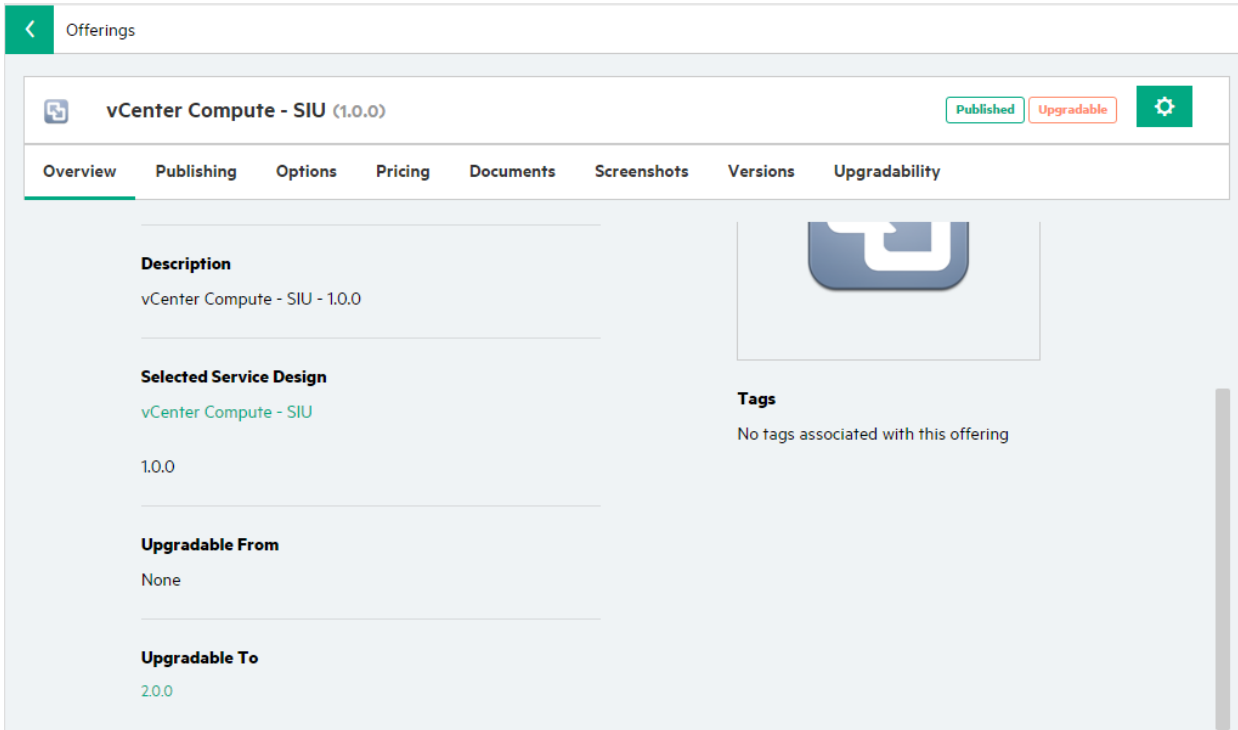 Offerings
vCenter Compute - SIU (1.0.0)
Published
Upgradable
Overview Publishing Options Pricing Documents Screenshots Versions Upgradability
Description
vCenter Compute - SIU - 1.0.0
Selected Service Design
vCenter Compute - SIU
1.0.0
Upgradable From
None
Upgradable To
2.0.0
Tags
No tags associated with this offering